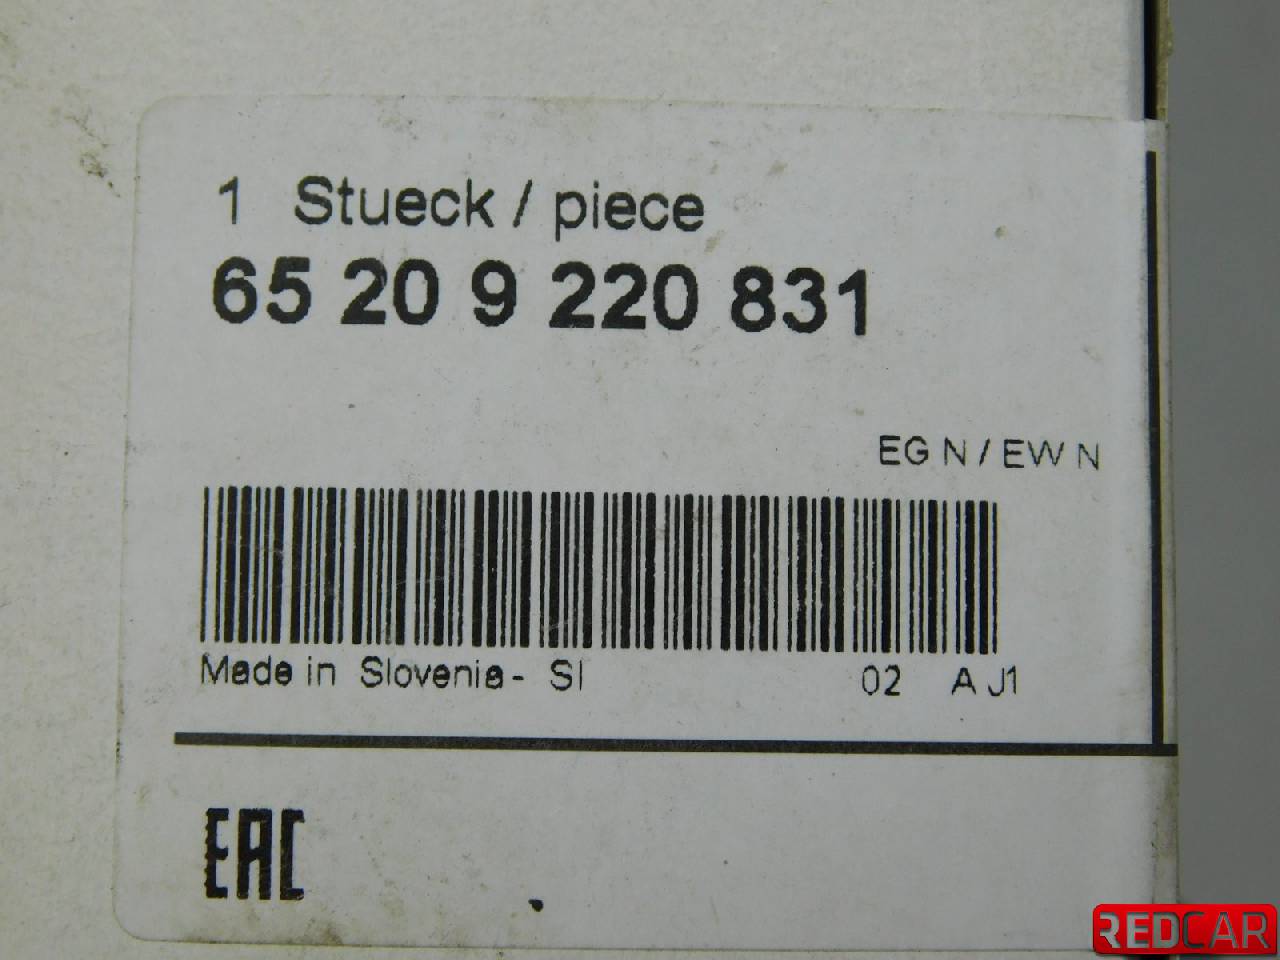 1 Stueck / piece
65 20 9 220 831
EG N / EW N
Made in Slovenia - SI 02 A J1
EAC
REDCAR